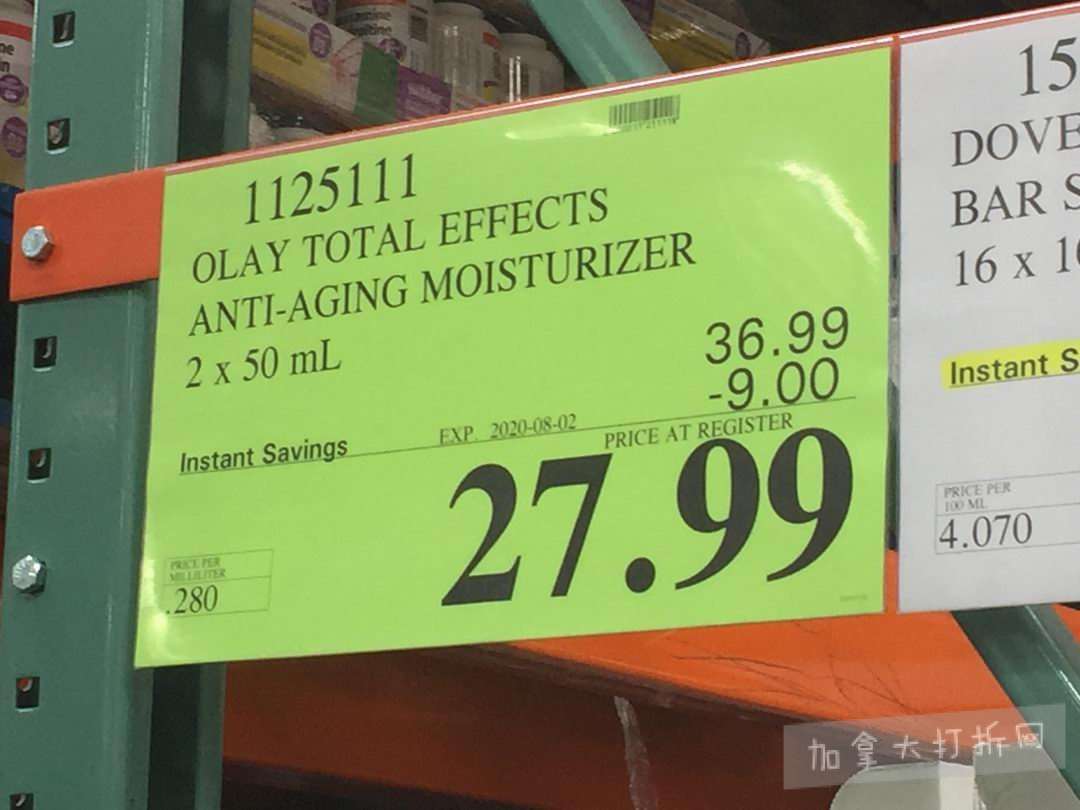 1125111
OLAY TOTAL EFFECTS
ANTI-AGING MOISTURIZER
2 x 50 mL
36.99
-9.00
Instant Savings
EXP. 2020-08-02
PRICE AT REGISTER
27.99
PRICE PER
MILLILITER
.280
15
DOVE
BAR S
16 x 10
Instant S
PRICE PER
100 ML
4.070
加拿大打折网